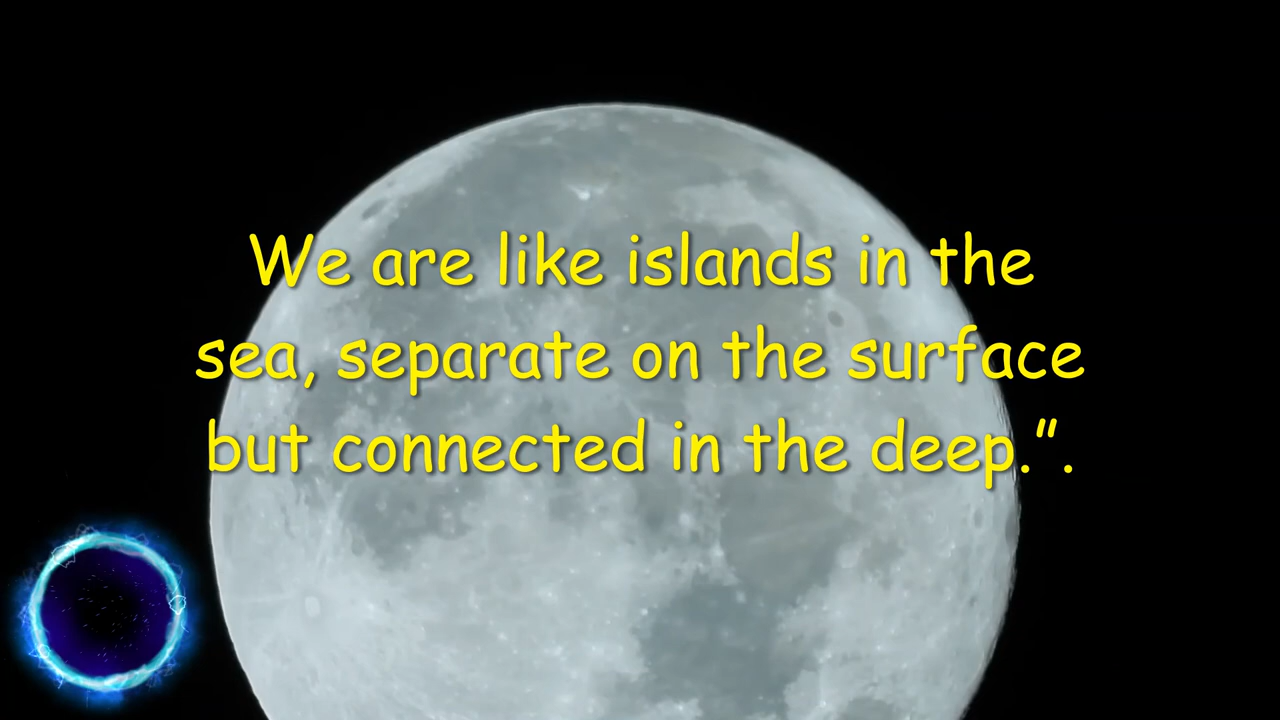 We are like islands in the
sea, separate on the surface
but connected in the deep.”.